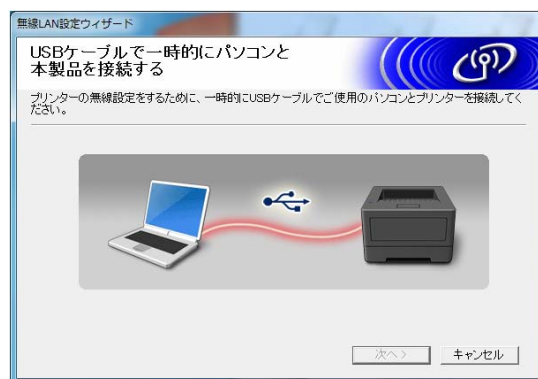 無線LAN設定ウィザード
USBケーブルで一時的にパソコンと
本製品を接続する
プリンターの無線設定をするために、一時的にUSBケーブルでご使用のパソコンとプリンターを接続してく
ださい。
次へ >
キャンセル